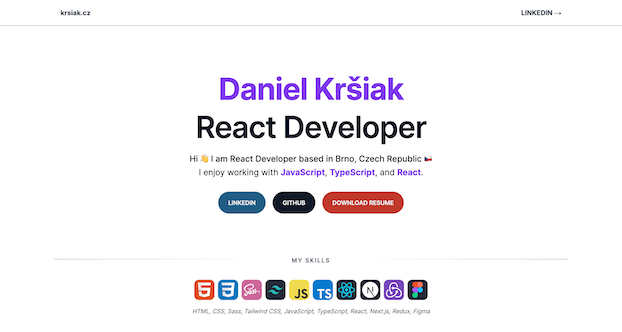 krsiak.cz
LINKEDIN →
Daniel Kršiak
React Developer
Hi 👋 I am React Developer based in Brno, Czech Republic 🇨🇿
I enjoy working with JavaScript, TypeScript, and React.
LINKEDIN
GITHUB
DOWNLOAD RESUME
MY SKILLS
5 3 Sass JS TS N
HTML, CSS, Sass, Tailwind CSS, JavaScript, TypeScript, React, Next.js, Redux, Figma